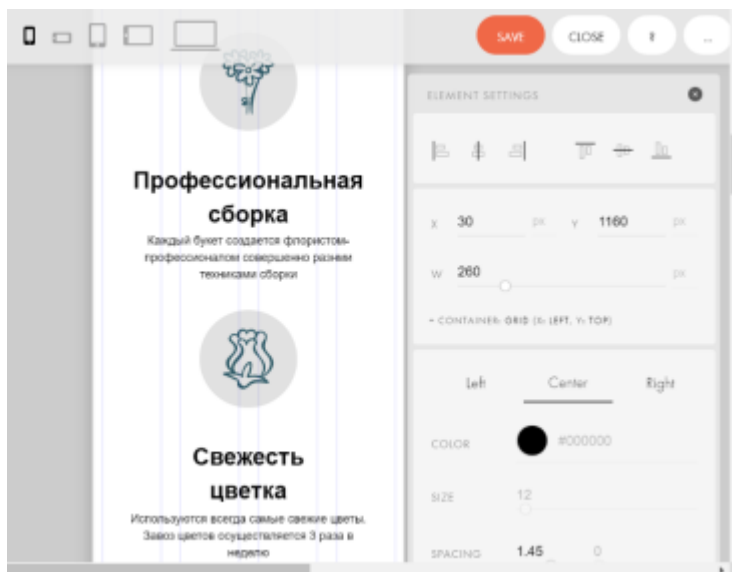 SAVE
CLOSE
...
ELEMENT SETTINGS
Профессиональная
сборка
Каждый букет создается флористом-
профессионалом совершенно разнми
техниками сборки
X 30 px Y 1160 px
W 260 px
+ CONTAINER: GRID (X: LEFT, Y: TOP)
Left Center Right
COLOR #000000
SIZE 12
SPACING 1.45 0
Свежесть
цветка
Используются всегда самые свежие цветы.
Завоз цветов осуществляется 3 раза в
неделю